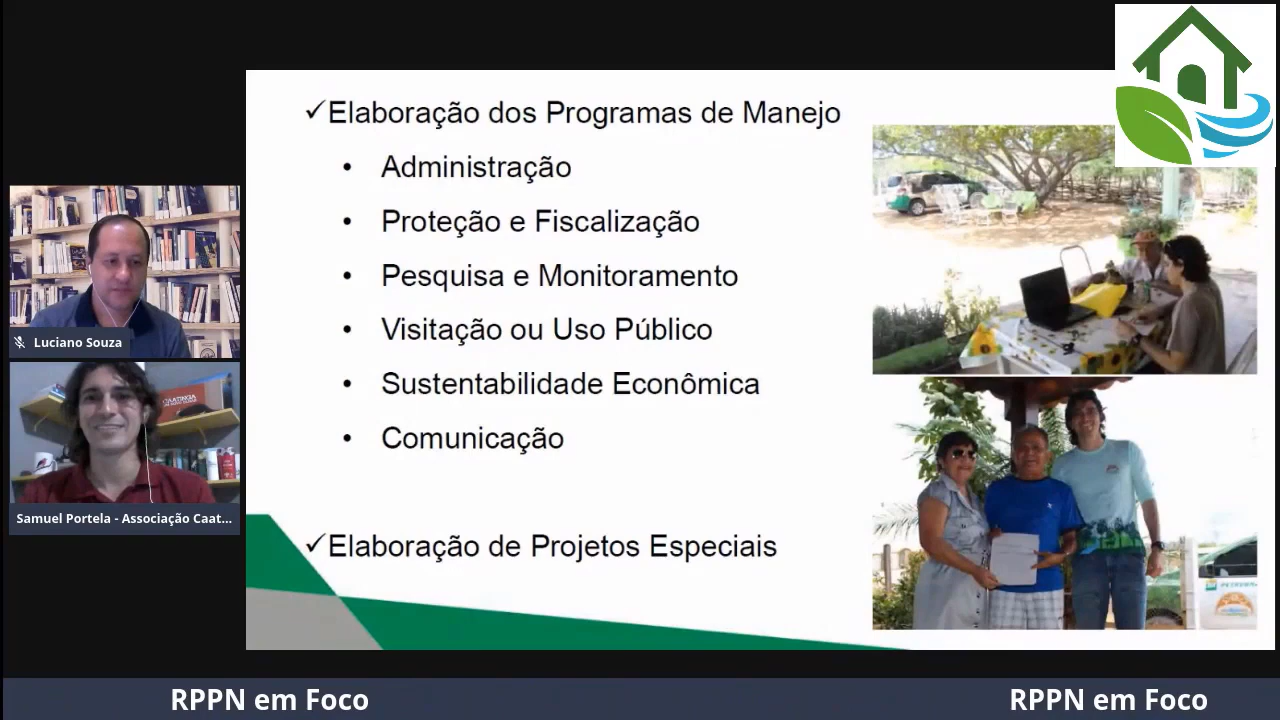 ✓Elaboração dos Programas de Manejo
• Administração
• Proteção e Fiscalização
• Pesquisa e Monitoramento
• Visitação ou Uso Público
• Sustentabilidade Econômica
• Comunicação
✓Elaboração de Projetos Especiais
Luciano Souza
CAATINGA
Samuel Portela - Associação Caat...
RPPN em Foco
RPPN em Foco